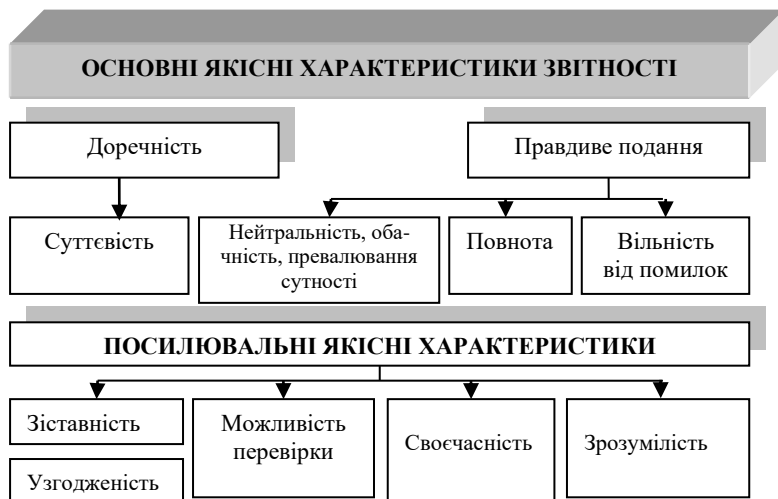 ОСНОВНІ ЯКІСНІ ХАРАКТЕРИСТИКИ ЗВІТНОСТІ
Доречність
Правдиве подання
Суттєвість
Нейтральність, оба-
чність, превалювання
сутності
Повнота
Вільність
від помилок
ПОСИЛЮВАЛЬНІ ЯКІСНІ ХАРАКТЕРИСТИКИ
Зіставність
Можливість
перевірки
Своєчасність
Зрозумілість
Узгодженість